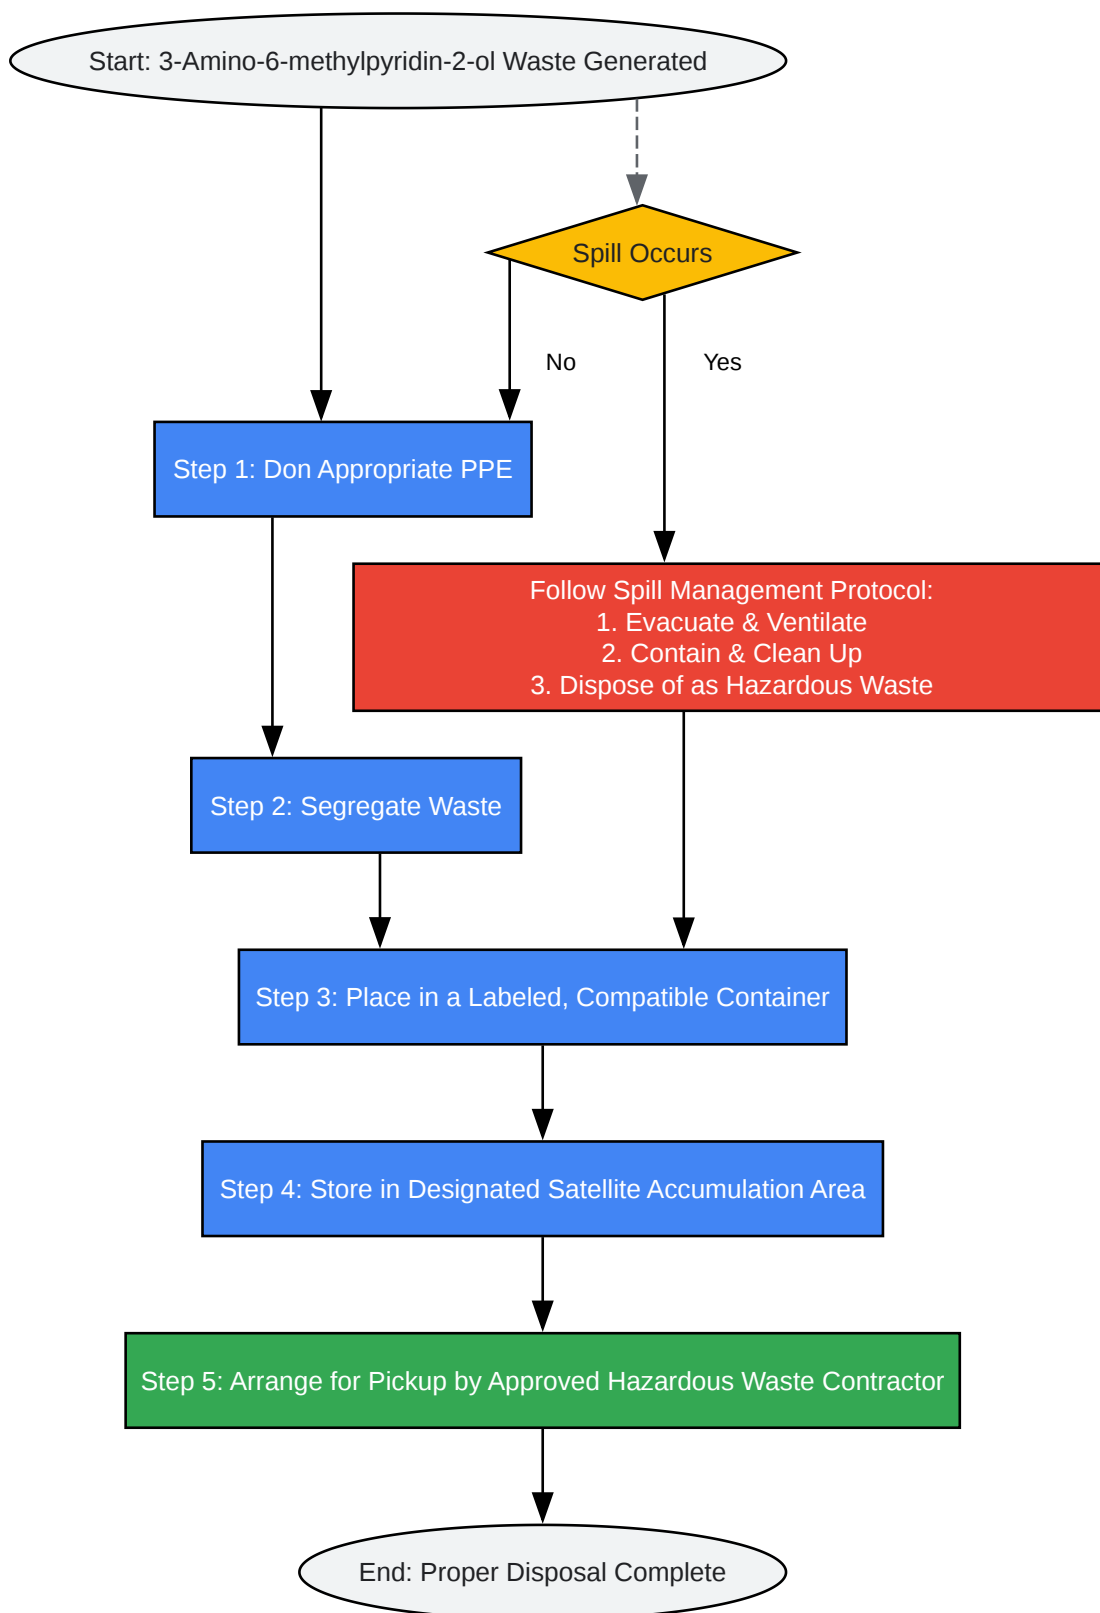 Start: 3-Amino-6-methylpyridin-2-ol Waste Generated
Spill Occurs
No
Yes
Step 1: Don Appropriate PPE
Follow Spill Management Protocol:
1. Evacuate & Ventilate
2. Contain & Clean Up
3. Dispose of as Hazardous Waste
Step 2: Segregate Waste
Step 3: Place in a Labeled, Compatible Container
Step 4: Store in Designated Satellite Accumulation Area
Step 5: Arrange for Pickup by Approved Hazardous Waste Contractor
End: Proper Disposal Complete